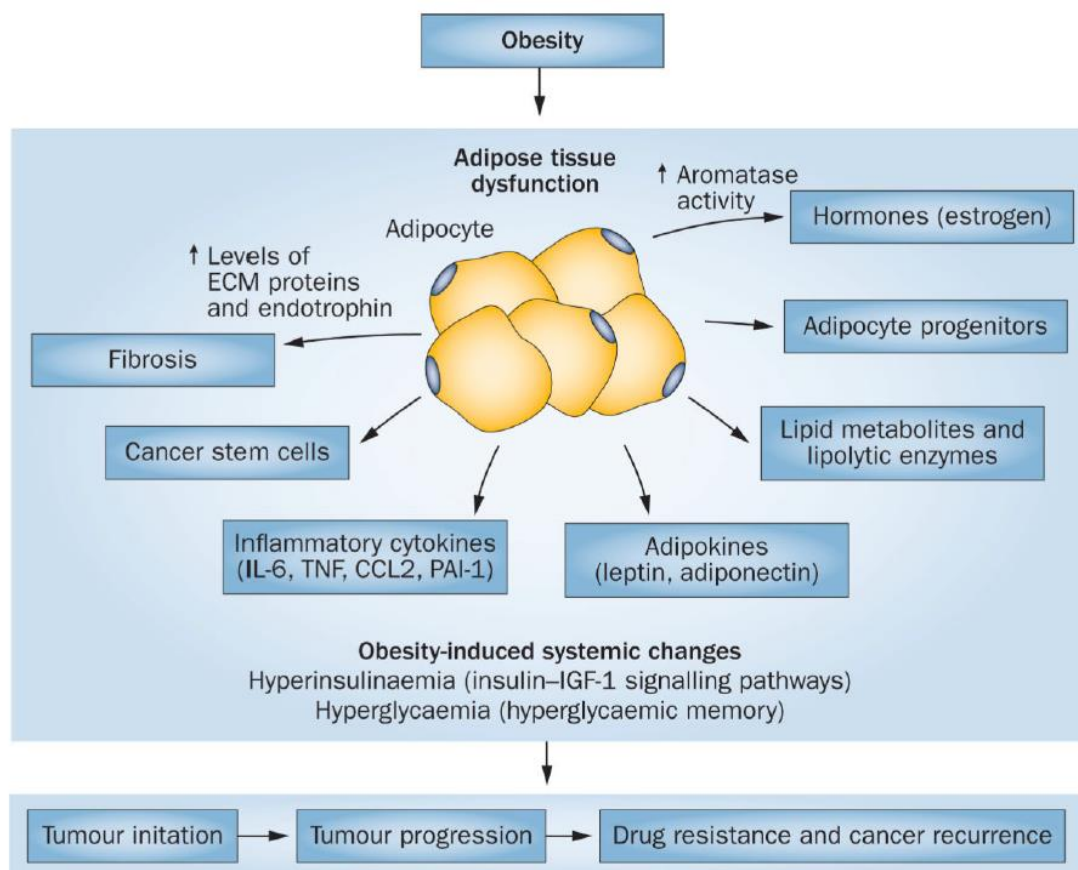 Obesity
Adipose tissue
dysfunction
↑ Aromatase
activity
Hormones (estrogen)
Adipocyte
↑ Levels of
ECM proteins
and endotrophin
Adipocyte progenitors
Fibrosis
Cancer stem cells
Lipid metabolites and
lipolytic enzymes
Inflammatory cytokines
(IL-6, TNF, CCL2, PAI-1)
Adipokines
(leptin, adiponectin)
Obesity-induced systemic changes
Hyperinsulinaemia (insulin–IGF-1 signalling pathways)
Hyperglycaemia (hyperglycaemic memory)
Tumour initation
Tumour progression
Drug resistance and cancer recurrence